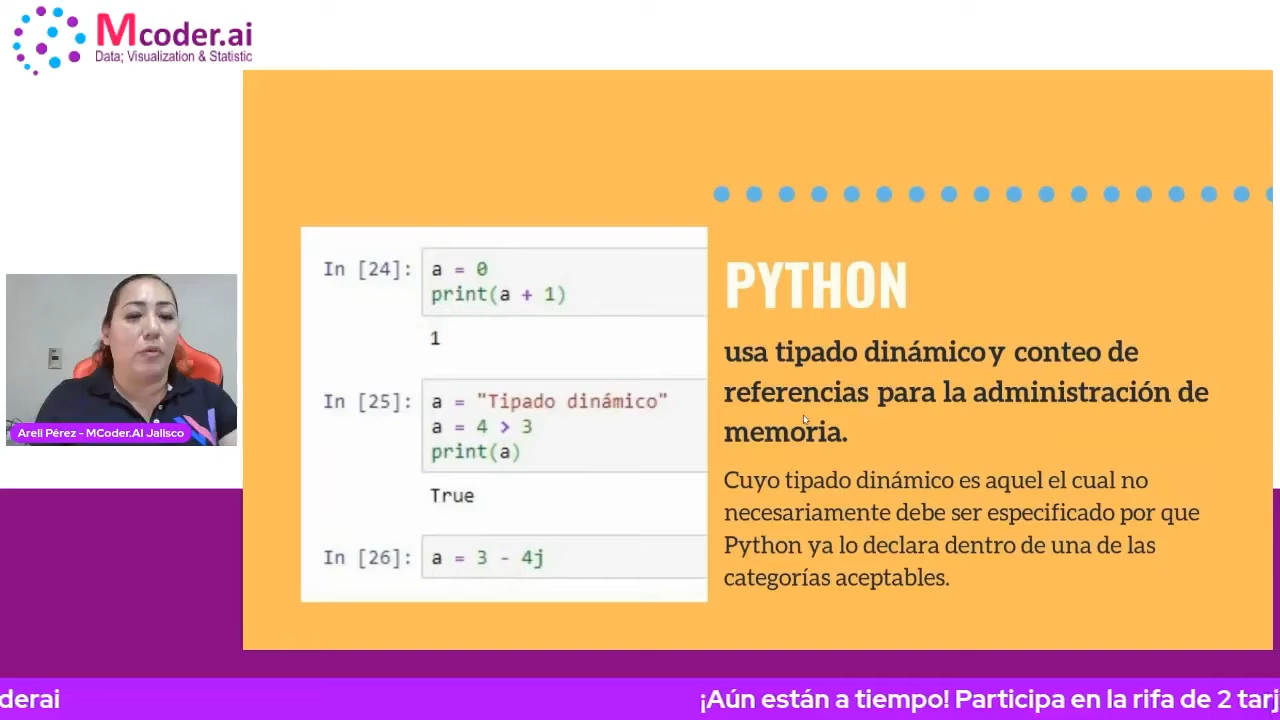 Mcoder.ai
Data; Visualization & Statistic
In [24]: a = 0
print(a + 1)
1
In [25]: a = "Tipado dinámico"
a = 4 > 3
print(a)
True
In [26]: a = 3 - 4j
PYTHON
usa tipado dinámico y conteo de
referencias para la administración de
memoria.
Cuyo tipado dinámico es aquel el cual no
necesariamente debe ser especificado por que
Python ya lo declara dentro de una de las
categorías aceptables.
Areli Pérez - MCoder.AI Jalisco
derai ¡Aún están a tiempo! Participa en la rifa de 2 tarj